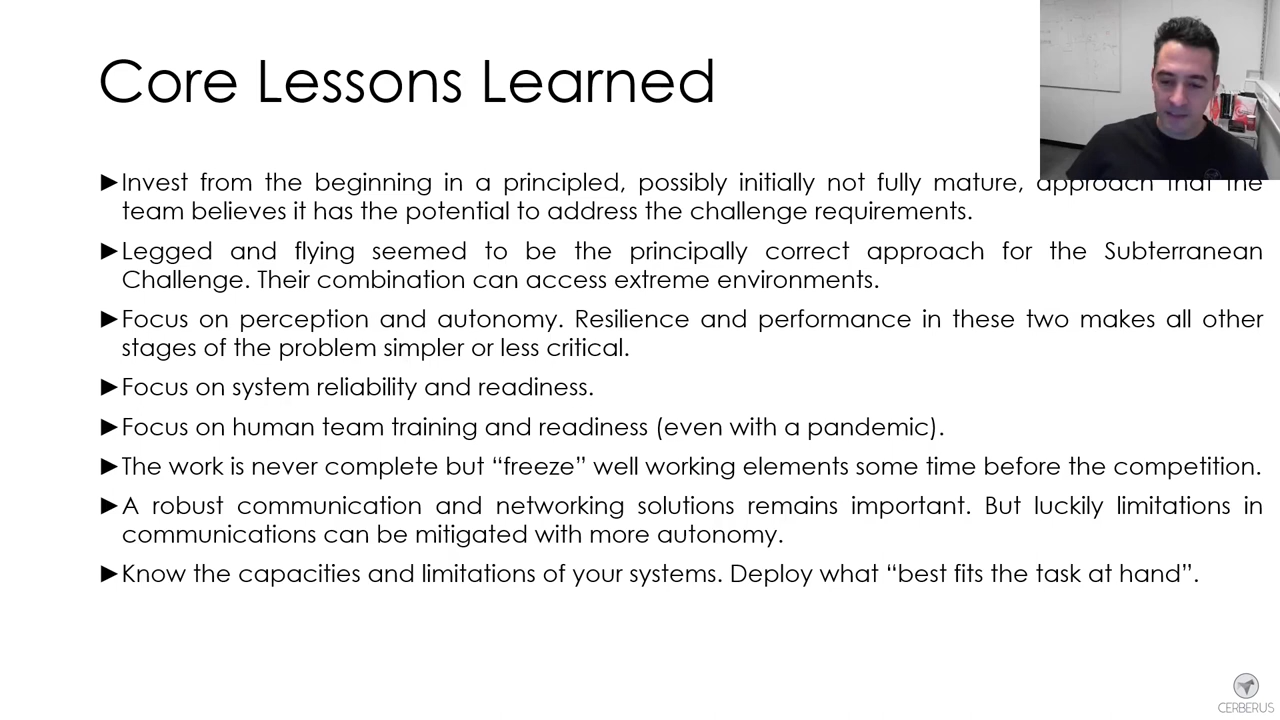 Core Lessons Learned
►Invest from the beginning in a principled, possibly initially not fully mature, approach that the
team believes it has the potential to address the challenge requirements.
►Legged and flying seemed to be the principally correct approach for the Subterranean
Challenge. Their combination can access extreme environments.
►Focus on perception and autonomy. Resilience and performance in these two makes all other
stages of the problem simpler or less critical.
►Focus on system reliability and readiness.
►Focus on human team training and readiness (even with a pandemic).
►The work is never complete but “freeze” well working elements some time before the competition.
►A robust communication and networking solutions remains important. But luckily limitations in
communications can be mitigated with more autonomy.
►Know the capacities and limitations of your systems. Deploy what “best fits the task at hand”.
CERBERUS